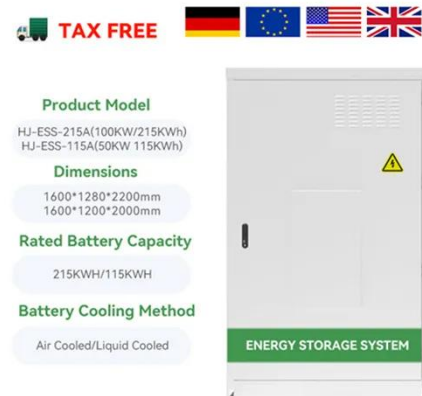 TAX FREE
Product Model
HJ-ESS-215A(100KW/215KWh)
HJ-ESS-115A(50KW 115KWh)
Dimensions
1600*1280*2200mm
1600*1200*2000mm
Rated Battery Capacity
215KWH/115KWH
Battery Cooling Method
Air Cooled/Liquid Cooled
ENERGY STORAGE SYSTEM